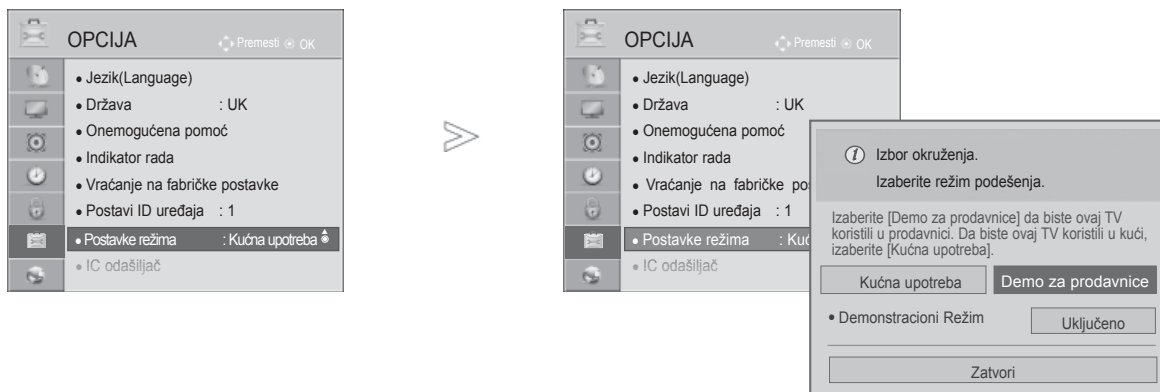 OPCIJA Premesti OK
• Jezik(Language)
• Država : UK
• Onemogućena pomoć
• Indikator rada
• Vraćanje na fabričke postavke
• Postavi ID uređaja : 1
• Postavke režima : Kućna upotreba
• IC odašiljač
OPCIJA Premesti OK
• Jezik(Language)
• Država : UK
• Onemogućena pomoć
• Indikator rada
• Vraćanje na fabričke pos
• Postavi ID uređaja : 1
• Postavke režima : Kuć
• IC odašiljač
Izbor okruženja.
Izaberite režim podešenja.
Izaberite [Demo za prodavnice] da biste ovaj TV
koristili u prodavnici. Da biste ovaj TV koristili u kući,
izaberite [Kućna upotreba].
Kućna upotreba Demo za prodavnice
• Demonstracioni Režim Uključeno
Zatvori